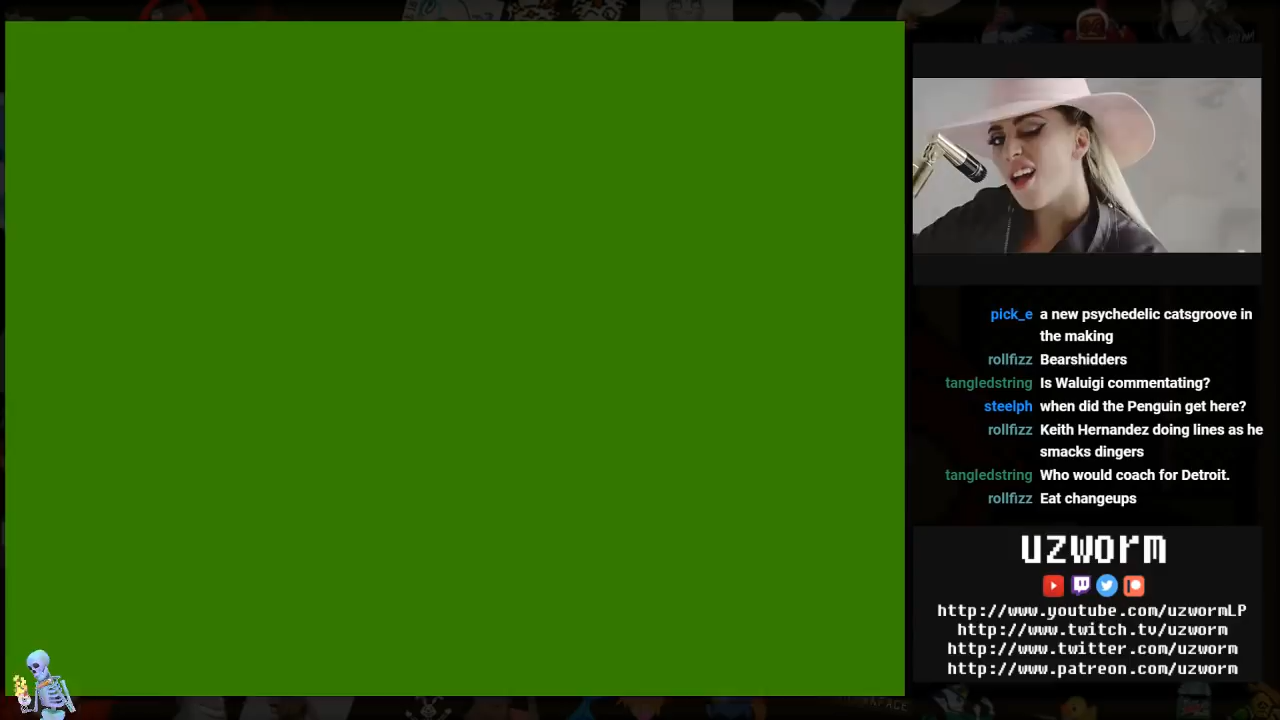 pick_e a new psychedelic catsgroove in
the making
rollfizz Bearshidders
tangledstring Is Waluigi commentating?
steelph when did the Penguin get here?
rollfizz Keith Hernandez doing lines as he
smacks dingers
tangledstring Who would coach for Detroit.
rollfizz Eat changeups
uzworm
http://www.youtube.com/uzwormLP
http://www.twitch.tv/uzworm
http://www.twitter.com/uzworm
http://www.patreon.com/uzworm